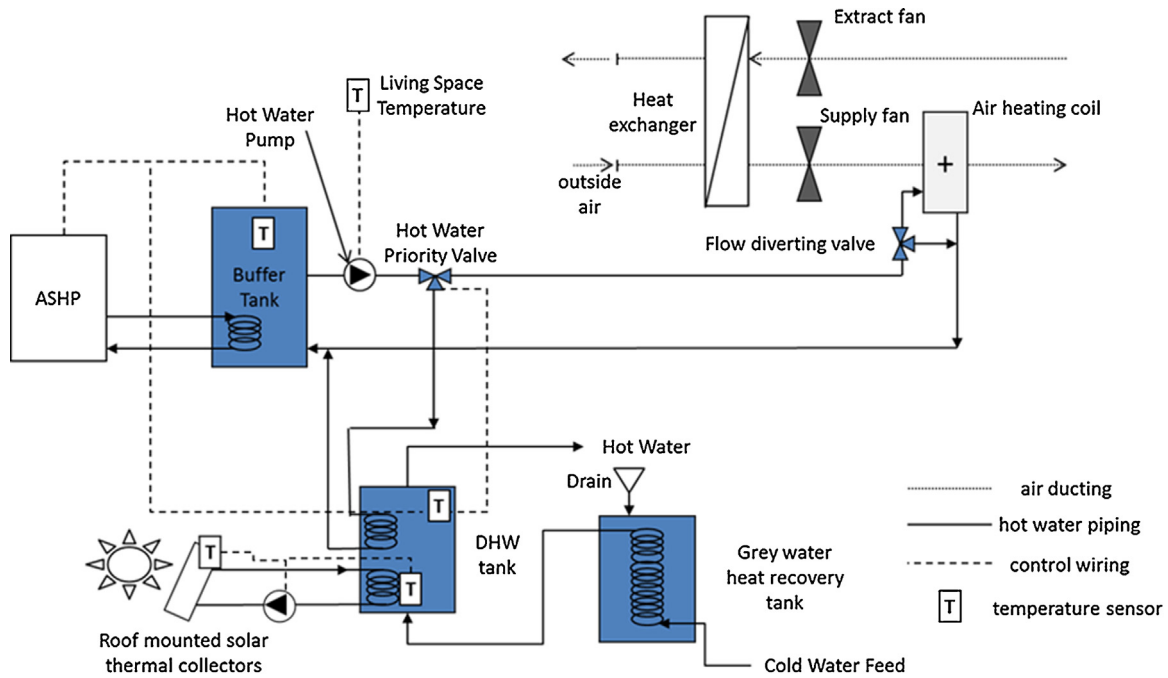 Extract fan
Living Space
Temperature
T
Hot Water
Pump
Heat
exchanger
Supply fan
Air heating coil
+
outside
air
Hot Water
Priority Valve
Flow diverting valve
T
Buffer
Tank
ASHP
Hot Water
Drain
T
DHW
tank
T
T
Grey water
heat recovery
tank
Roof mounted solar
thermal collectors
Cold Water Feed
air ducting
hot water piping
control wiring
T
temperature sensor